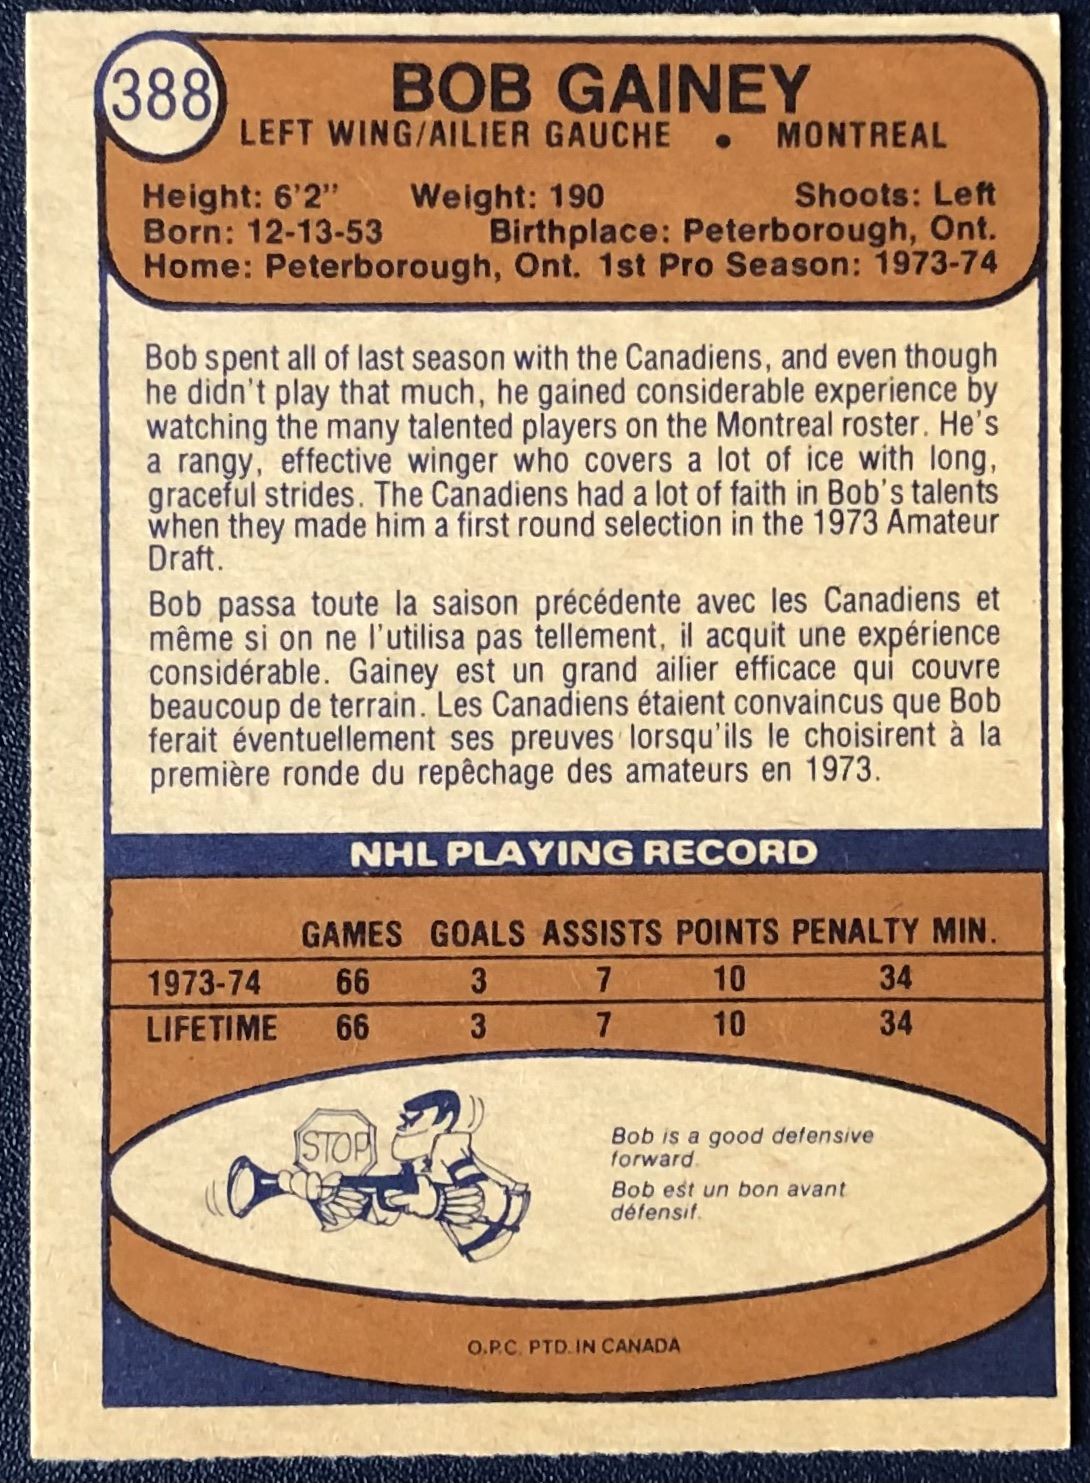 388
BOB GAINEY
LEFT WING/AILIER GAUCHE • MONTREAL
Height: 6'2" Weight: 190 Shoots: Left
Born: 12-13-53 Birthplace: Peterborough, Ont.
Home: Peterborough, Ont. 1st Pro Season: 1973-74
Bob spent all of last season with the Canadiens, and even though
he didn't play that much, he gained considerable experience by
watching the many talented players on the Montreal roster. He's
a rangy, effective winger who covers a lot of ice with long,
graceful strides. The Canadiens had a lot of faith in Bob's talents
when they made him a first round selection in the 1973 Amateur
Draft.
Bob passa toute la saison précédente avec les Canadiens et
même si on ne l'utilisa pas tellement, il acquit une expérience
considérable. Gainey est un grand ailier efficace qui couvre
beaucoup de terrain. Les Canadiens étaient convaincus que Bob
ferait éventuellement ses preuves lorsqu'ils le choisirent à la
première ronde du repêchage des amateurs en 1973.
NHL PLAYING RECORD
GAMES GOALS ASSISTS POINTS PENALTY MIN.
1973-74 66 3 7 10 34
LIFETIME 66 3 7 10 34
STOP
Bob is a good defensive
forward.
Bob est un bon avant
défensif.
O.P.C. PTD. IN CANADA